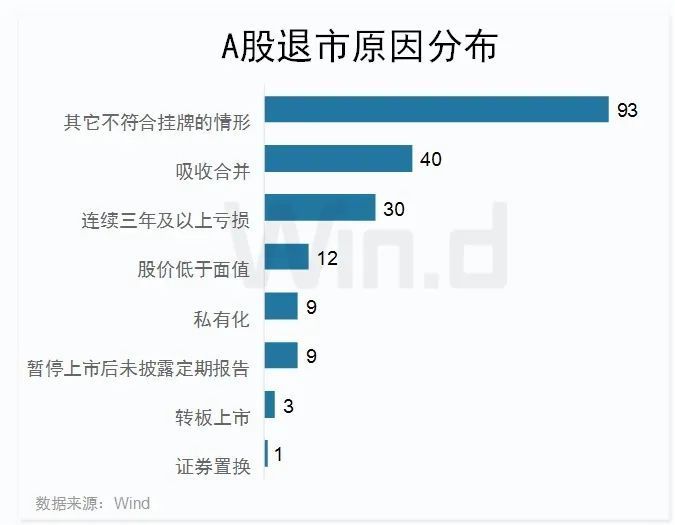 A股退市原因分布
其它不符合挂牌的情形 93
吸收合并 40
连续三年及以上亏损 30
股价低于面值 12
私有化 9
暂停上市后未披露定期报告 9
转板上市 3
证券置换 1
Win.d
数据来源：Wind